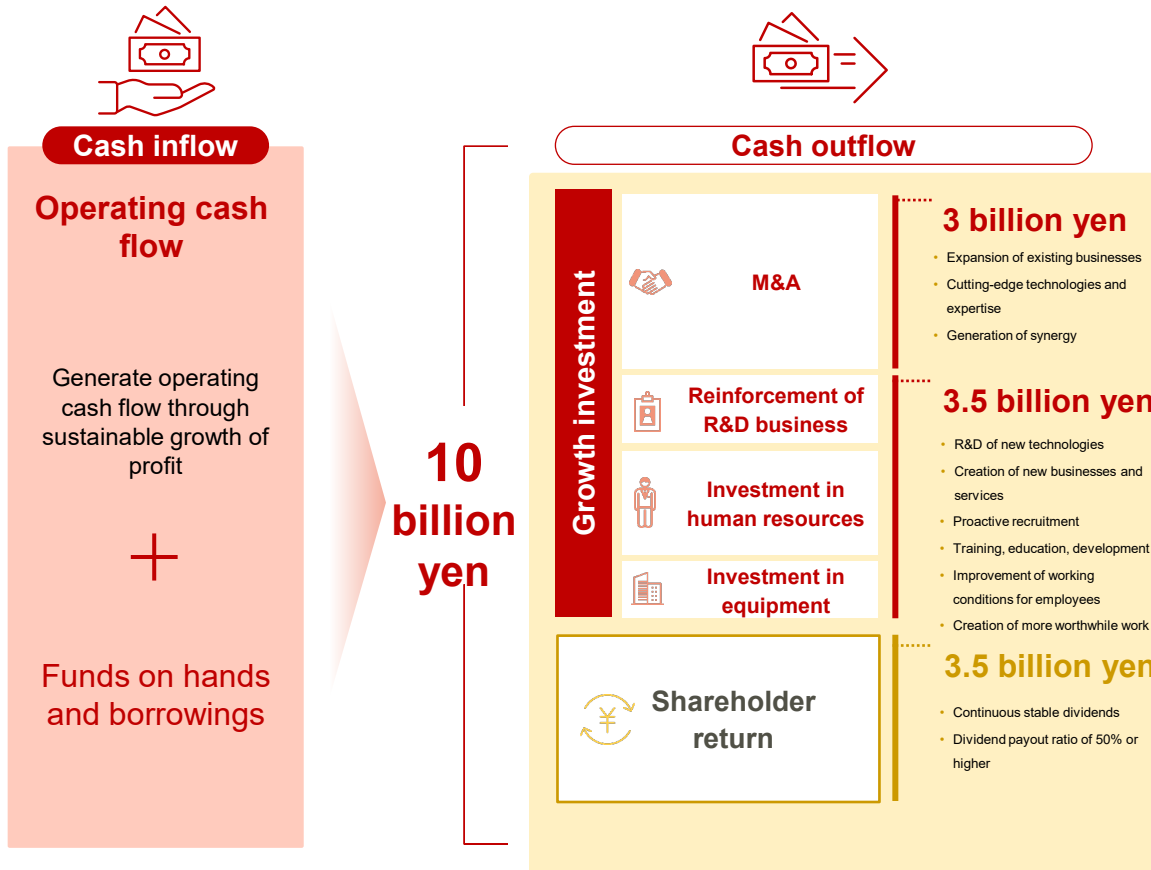 Cash inflow
Operating cash
flow
Generate operating
cash flow through
sustainable growth of
profit
+
Funds on hands
and borrowings
10
billion
yen
Cash outflow
Growth investment
M&A
3 billion yen
• Expansion of existing businesses
• Cutting-edge technologies and
expertise
• Generation of synergy
Reinforcement of
R&D business
Investment in
human resources
Investment in
equipment
3.5 billion yen
• R&D of new technologies
• Creation of new businesses and
services
• Proactive recruitment
• Training, education, development
• Improvement of working
conditions for employees
• Creation of more worthwhile work
¥
Shareholder
return
3.5 billion yen
• Continuous stable dividends
• Dividend payout ratio of 50% or
higher